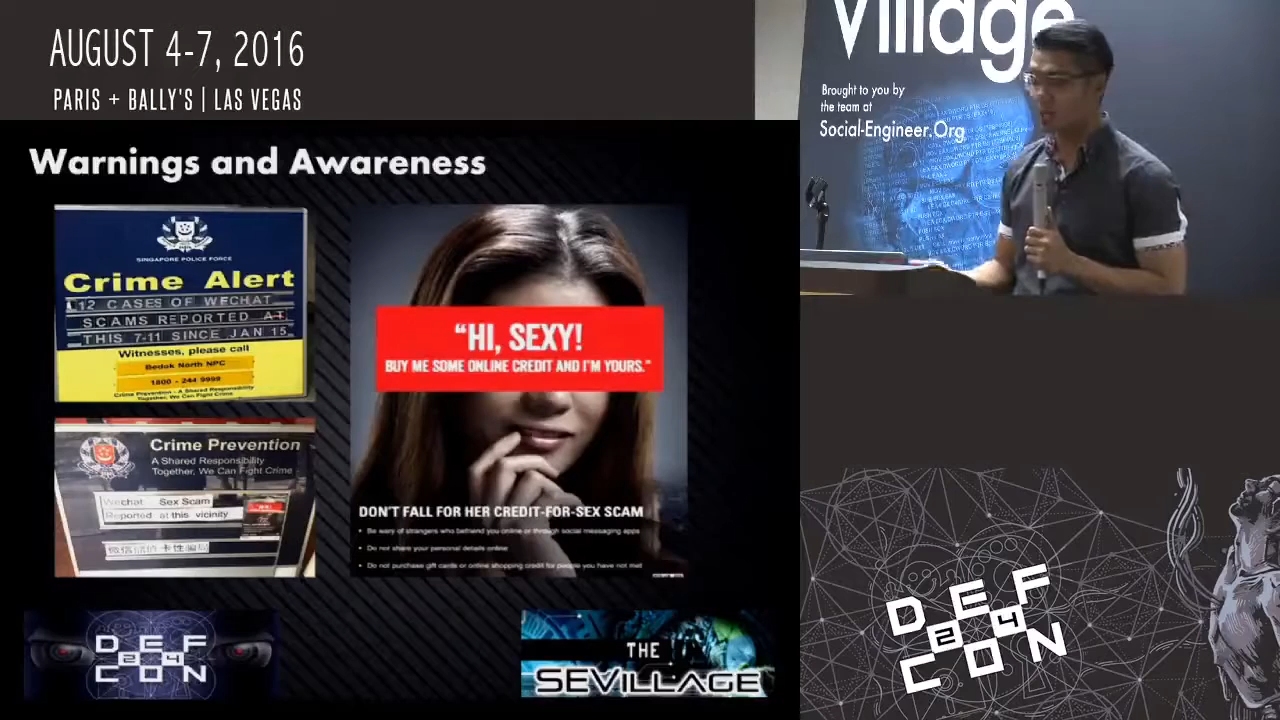 AUGUST 4-7, 2016
PARIS + BALLY'S | LAS VEGAS
Village
Brought to you by
the team at
Social-Engineer.Org
Warnings and Awareness
SINGAPORE POLICE FORCE
Crime Alert
12 CASES OF WECHAT
SCAMS REPORTED AT
THIS 7-11 SINCE JAN 15
Witnesses, please call
Bedok North NPC
1800 - 244 9999
Crime Prevention - A Shared Responsibility
Together, We Can Fight Crime
Crime Prevention
A Shared Responsibility
Together, We Can Fight Crime
Wechat Sex Scam
Reported at this vicinity
"HI, SEXY!
BUY ME SOME ONLINE CREDIT AND I'M YOURS."
DON'T FALL FOR HER CREDIT-FOR-SEX SCAM
• Be wary of strangers who befriend you online or through social messaging apps
• Do not share your personal details online
• Do not purchase gift cards or online shopping credit for people you have not met
DEF
24
CON
THE
SEVILLAGE
DEF
24
CON